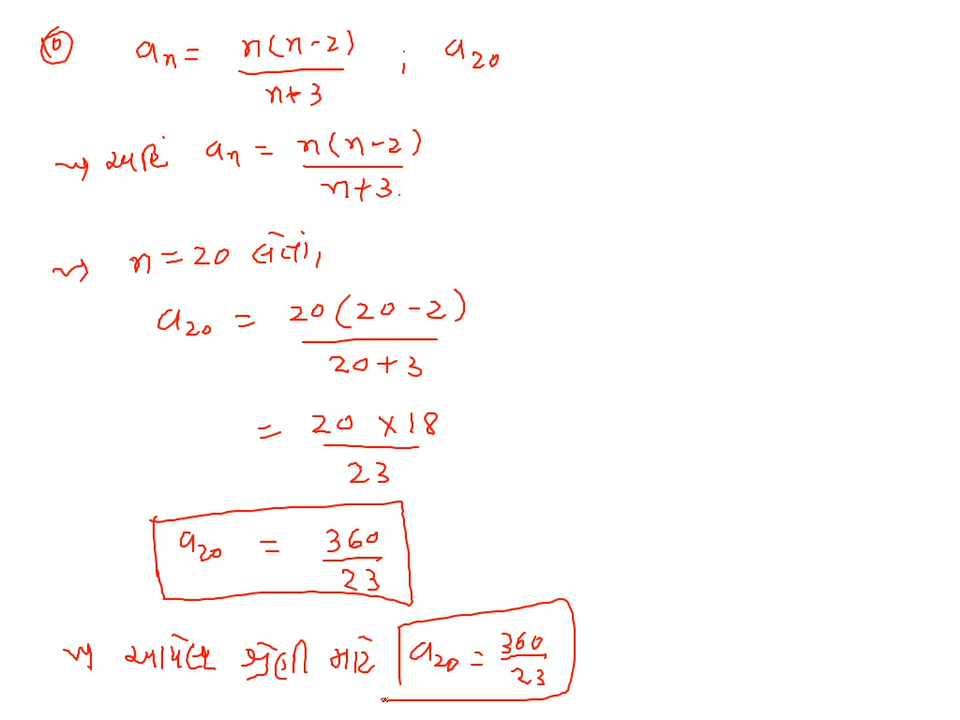 ⑩ aₙ = n(n-2)/(n+3) ; a₂₀
→ અહિં aₙ = n(n-2)/(n+3).
→ n = 20 લેતાં,
a₂₀ = 20(20-2)/(20+3)
= 20 × 18/23
a₂₀ = 360/23
→ આપેલ શ્રેણી માટે a₂₀ = 360/23